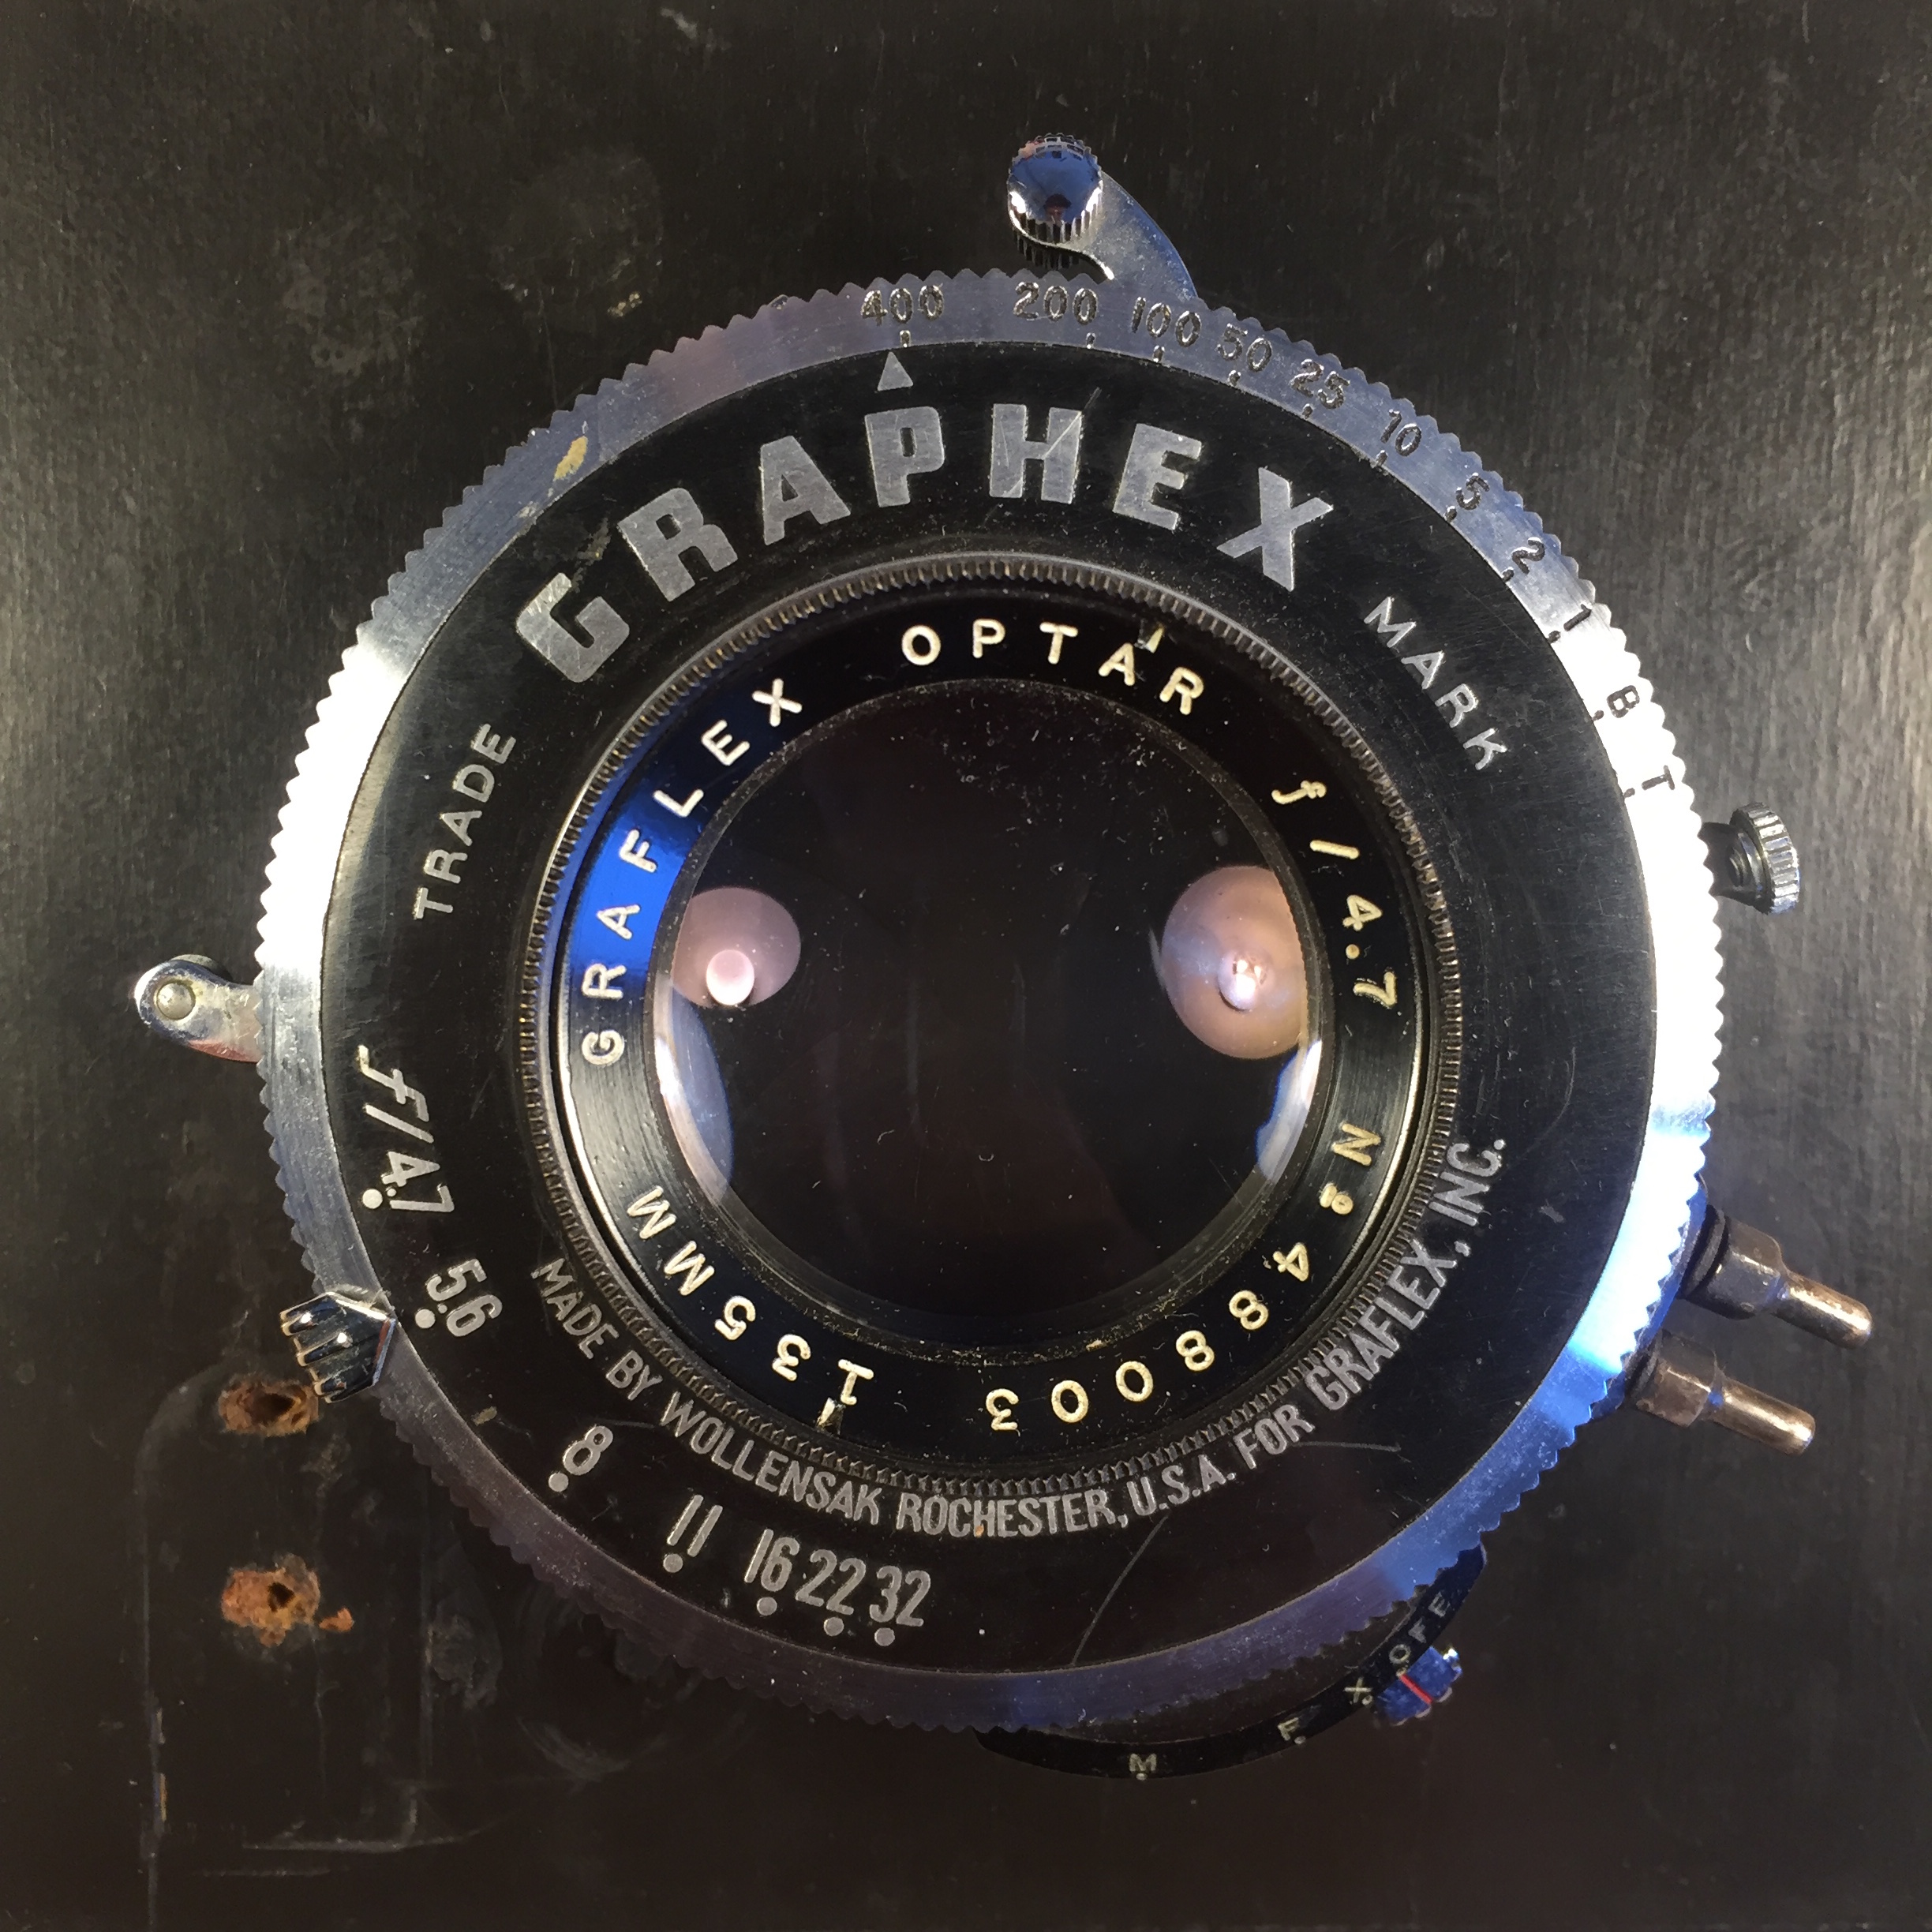 400 200 100 50 25 10 5 2 1 B T
TRADE GRAPHEX MARK
GRAFLEX OPTAR f/4.7 Nº 488003 135MM
MADE BY WOLLENSAK ROCHESTER, U.S.A. FOR GRAFLEX, INC.
f/4.7 5.6 8 11 16 22 32
M F X OFF